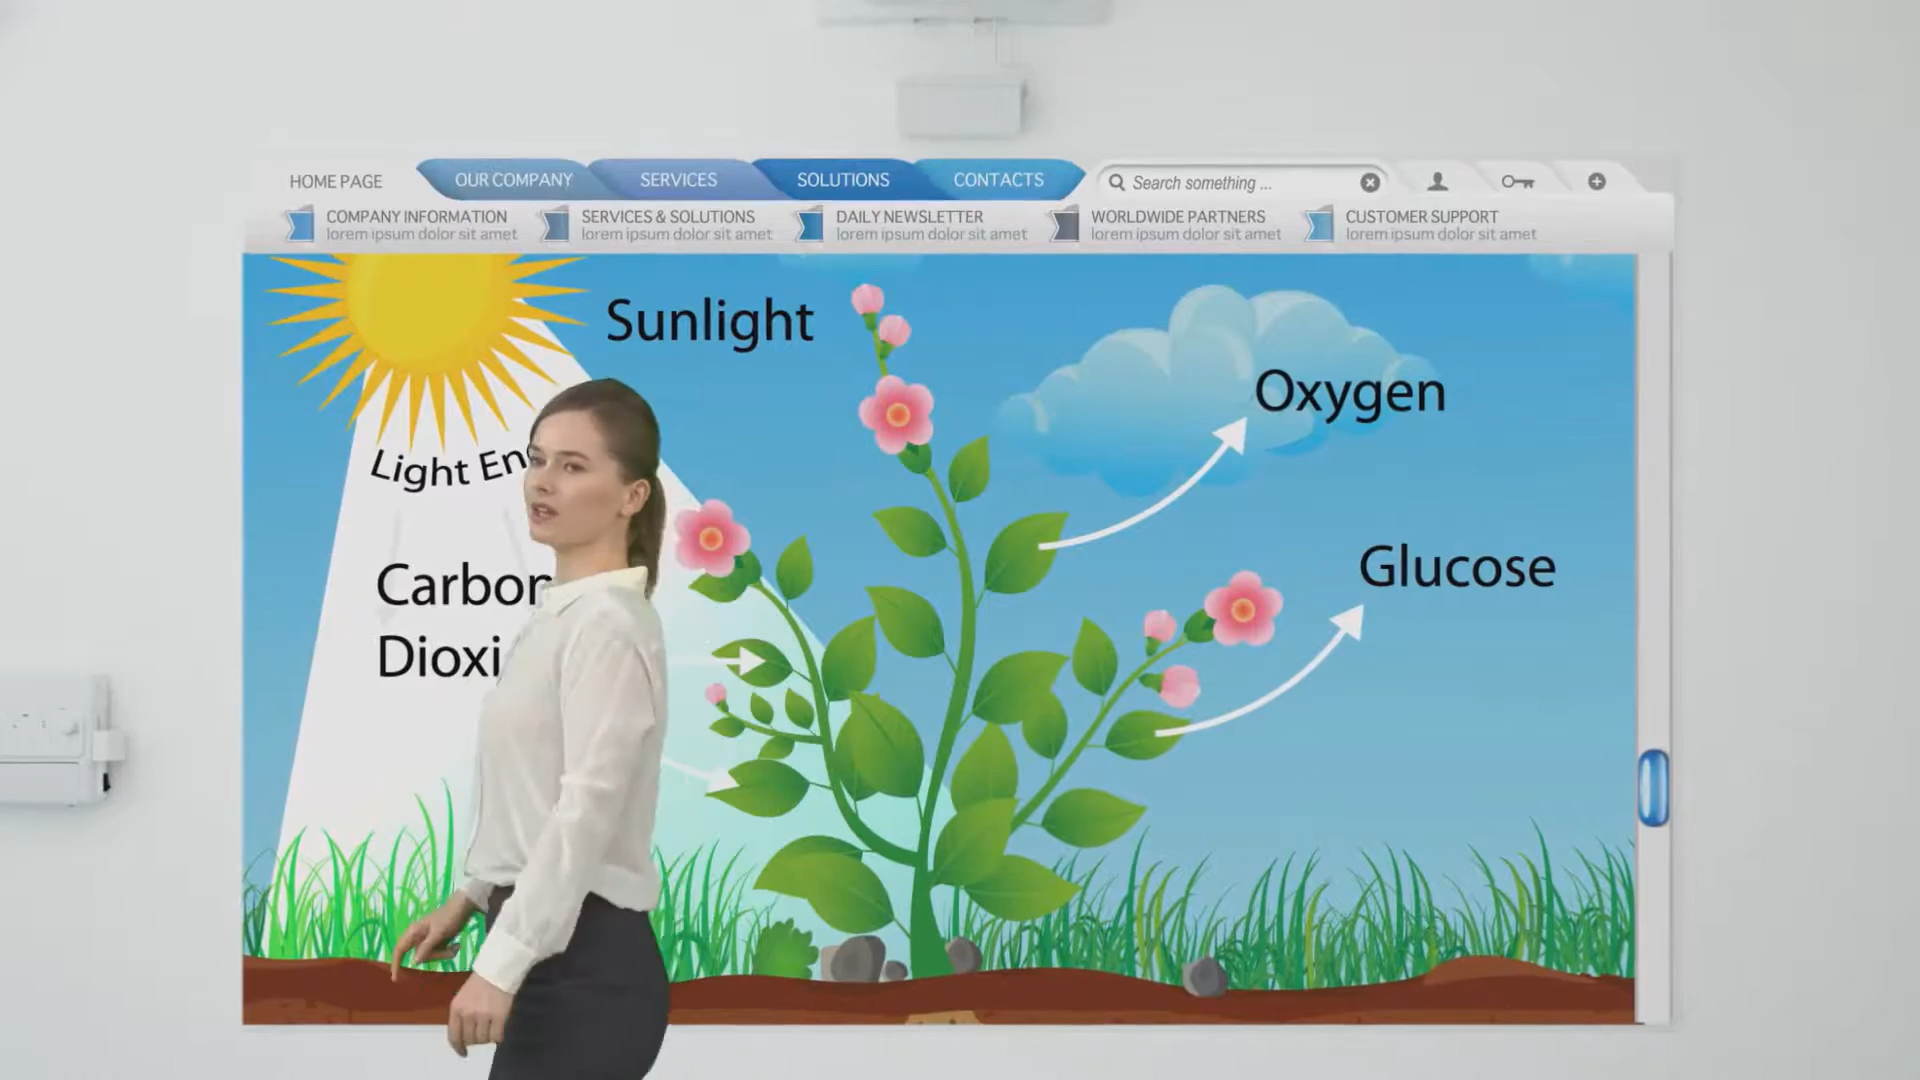 HOME PAGE
OUR COMPANY
SERVICES
SOLUTIONS
CONTACTS
Search something ...
COMPANY INFORMATION
lorem ipsum dolor sit amet
SERVICES & SOLUTIONS
lorem ipsum dolor sit amet
DAILY NEWSLETTER
lorem ipsum dolor sit amet
WORLDWIDE PARTNERS
lorem ipsum dolor sit amet
CUSTOMER SUPPORT
lorem ipsum dolor sit amet
Sunlight
Oxygen
Light En
Glucose
Carbon
Dioxi